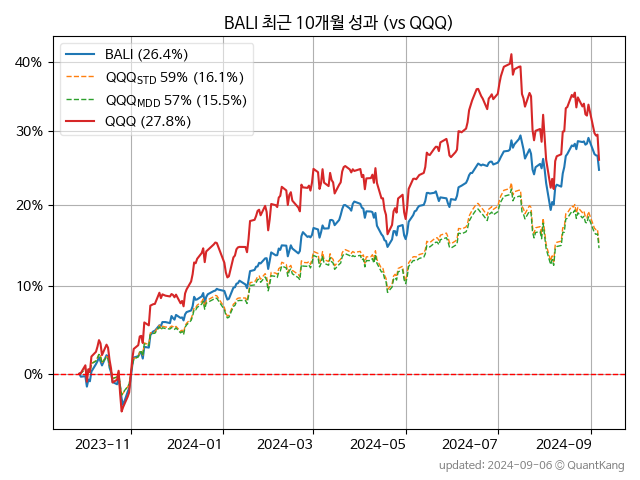 BALI 최근 10개월 성과 (vs QQQ)
BALI (26.4%)
QQQSTD 59% (16.1%)
QQQMDD 57% (15.5%)
QQQ (27.8%)
40%
30%
20%
10%
0%
2023-11 2024-01 2024-03 2024-05 2024-07 2024-09
updated: 2024-09-06 © QuantKang